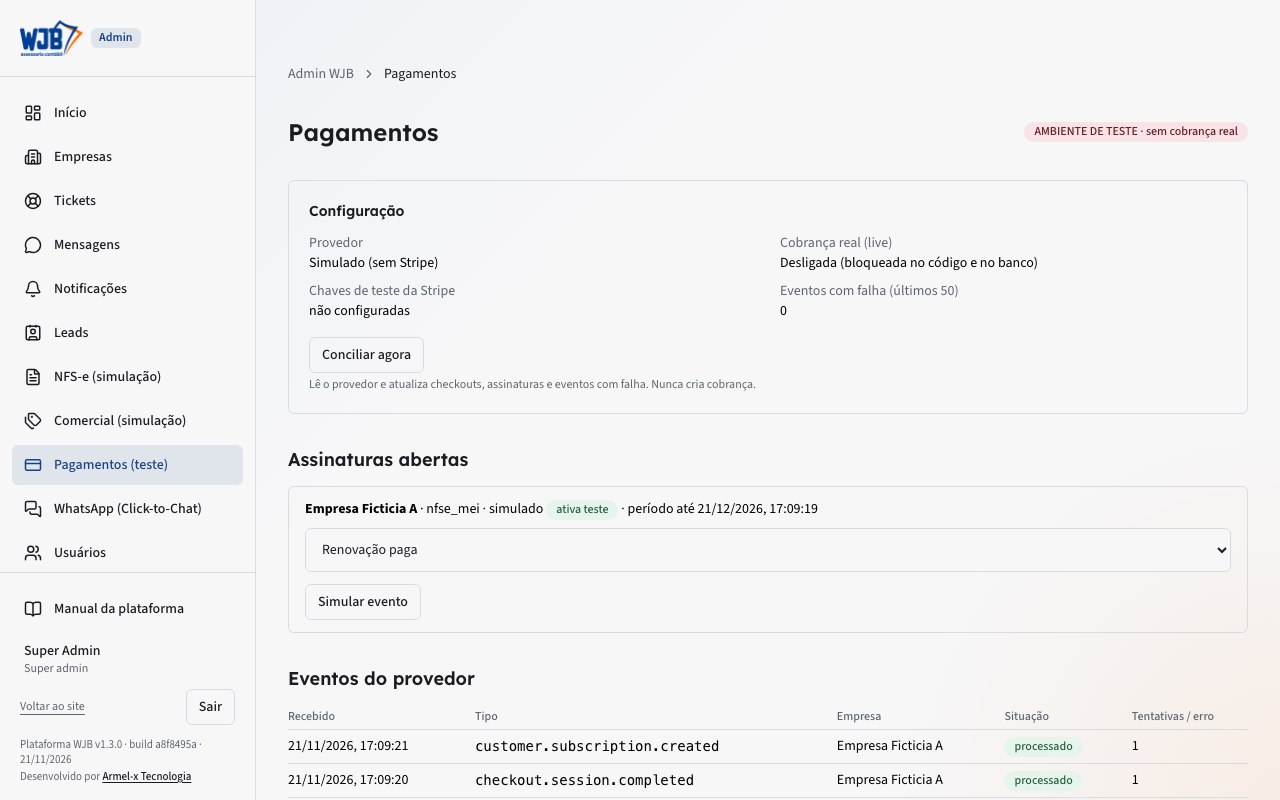 WJB
assessoria contábil
Admin
Início
Empresas
Tickets
Mensagens
Notificações
Leads
NFS-e (simulação)
Comercial (simulação)
Pagamentos (teste)
WhatsApp (Click-to-Chat)
Usuários
Manual da plataforma
Super Admin
Super admin
Voltar ao site
Sair
Plataforma WJB v1.3.0 · build a8f8495a ·
21/11/2026
Desenvolvido por Armel-x Tecnologia
Admin WJB > Pagamentos
Pagamentos
AMBIENTE DE TESTE · sem cobrança real
Configuração
Provedor
Simulado (sem Stripe)
Cobrança real (live)
Desligada (bloqueada no código e no banco)
Chaves de teste da Stripe
não configuradas
Eventos com falha (últimos 50)
0
Conciliar agora
Lê o provedor e atualiza checkouts, assinaturas e eventos com falha. Nunca cria cobrança.
Assinaturas abertas
Empresa Ficticia A · nfse_mei · simulado ativa teste · período até 21/12/2026, 17:09:19
Renovação paga
Simular evento
Eventos do provedor
Recebido Tipo Empresa Situação Tentativas / erro
21/11/2026, 17:09:21 customer.subscription.created Empresa Ficticia A processado 1
21/11/2026, 17:09:20 checkout.session.completed Empresa Ficticia A processado 1